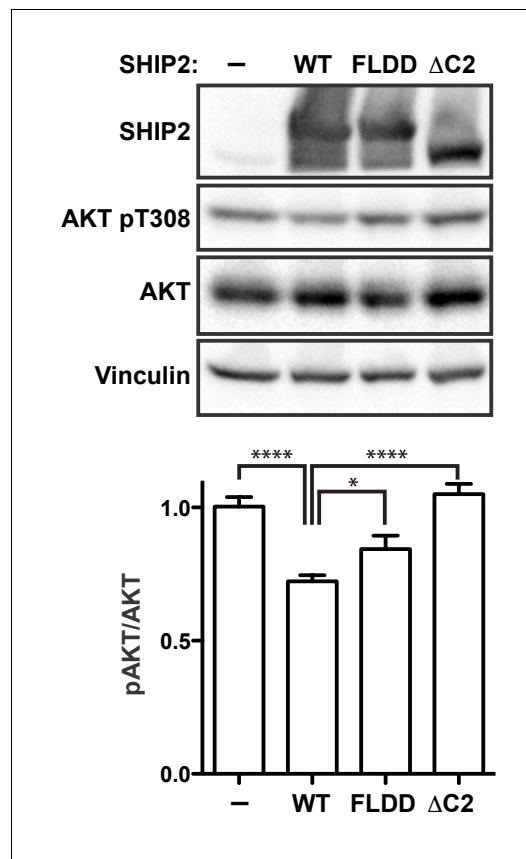 SHIP2: – WT FLDD ΔC2
SHIP2
AKT pT308
AKT
Vinculin
**** ****
*
1.0
0.5
0.0
pAKT/AKT
– WT FLDD ΔC2